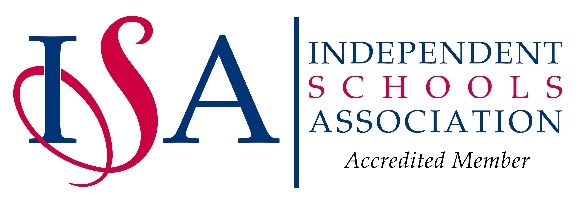 ISA
INDEPENDENT
SCHOOLS
ASSOCIATION
Accredited Member